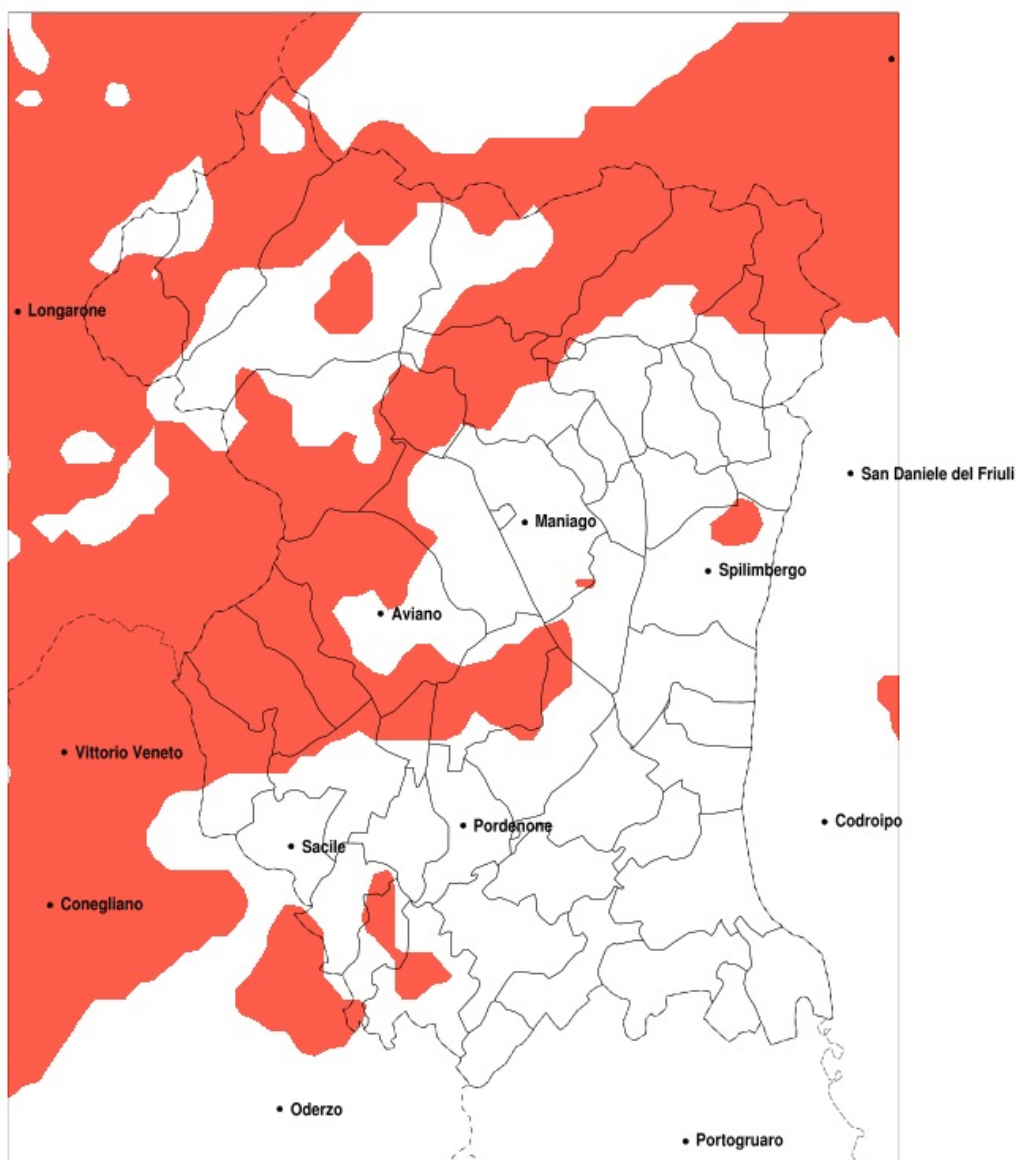 Longarone
San Daniele del Friuli
Maniago
Spilimbergo
Aviano
Vittorio Veneto
Codroipo
Pordenone
Sacile
Conegliano
Oderzo
Portogruaro